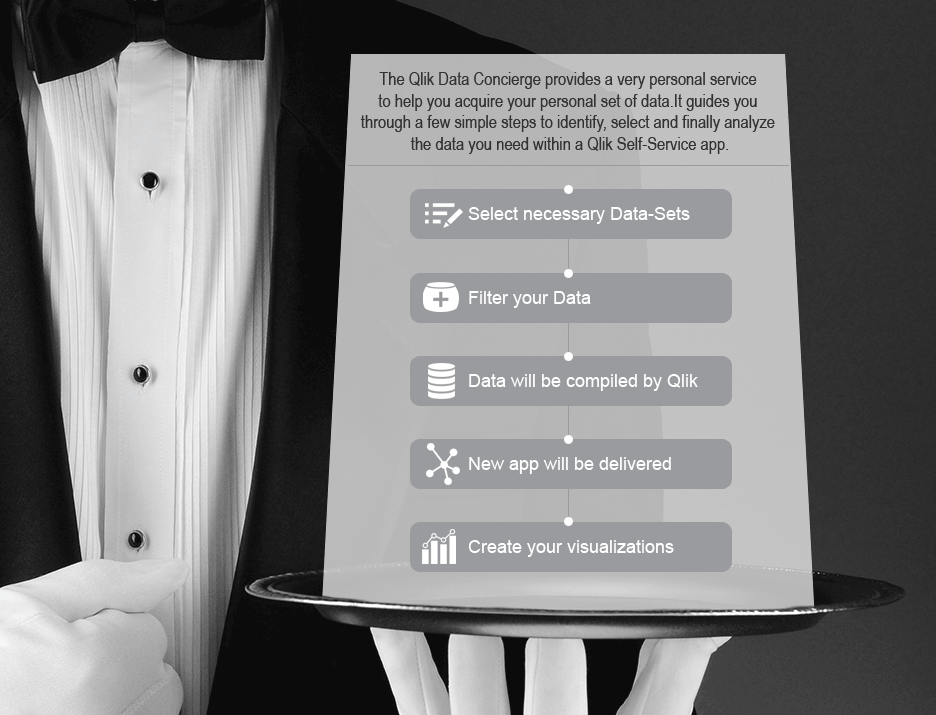 The Qlik Data Concierge provides a very personal service
to help you acquire your personal set of data.It guides you
through a few simple steps to identify, select and finally analyze
the data you need within a Qlik Self-Service app.
Select necessary Data-Sets
Filter your Data
Data will be compiled by Qlik
New app will be delivered
Create your visualizations